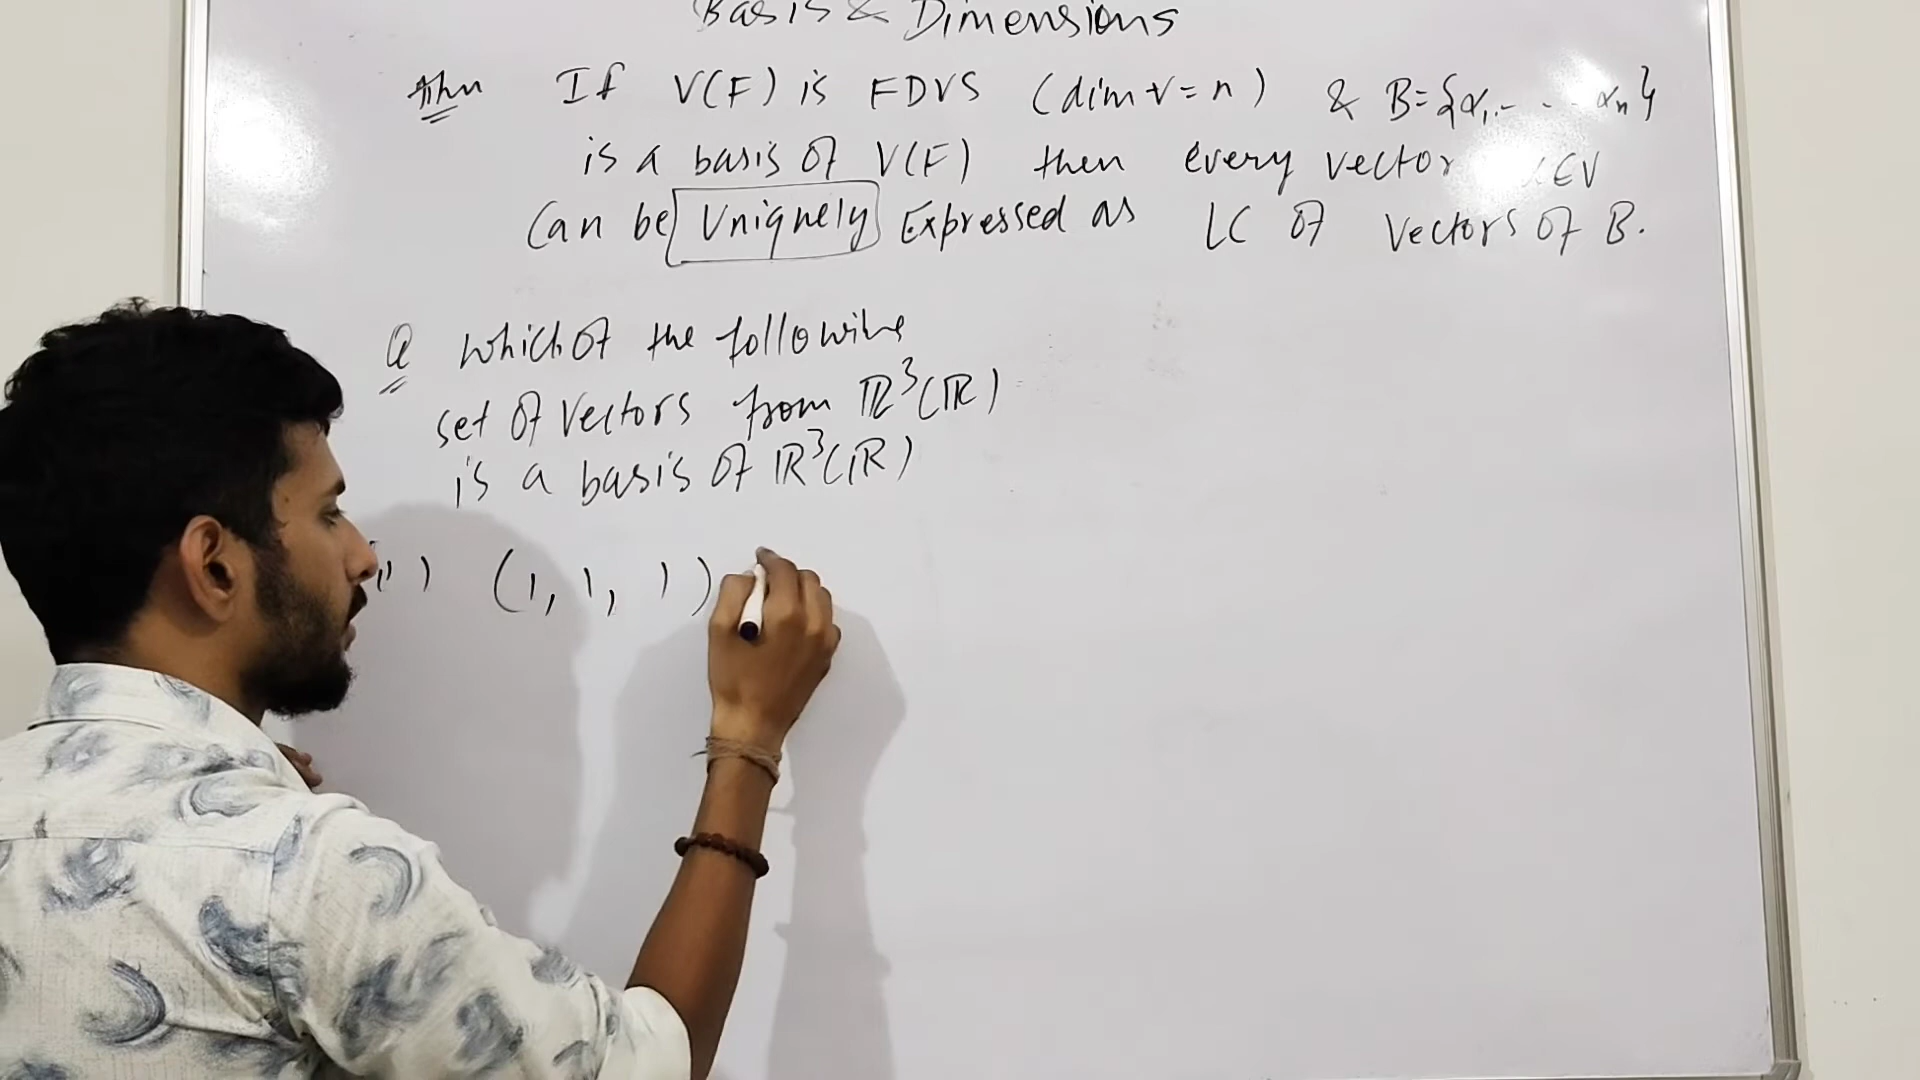 Basis & Dimensions
thm If V(F) is FDVS (dim V = n) & B={α₁, - - - αₙ}
is a basis of V(F) then every vector ∈V
Can be Uniquely Expressed as LC of Vectors of B.
Q which of the following
set of vectors from ℝ³(ℝ)
is a basis of ℝ³(ℝ)
) (1, 1, 1)